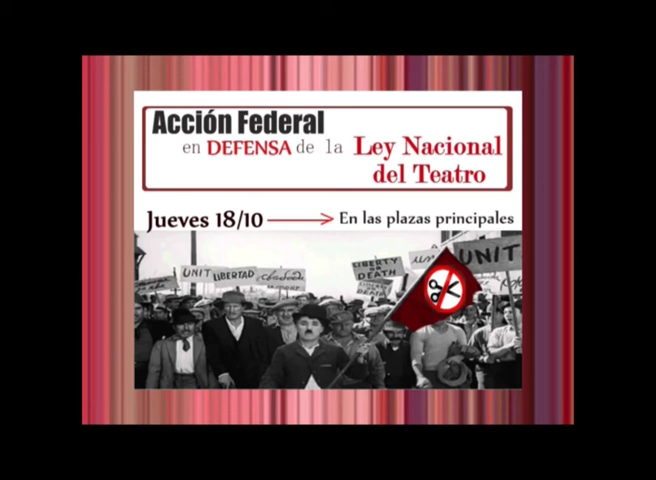 Acción Federal
en DEFENSA de la Ley Nacional
del Teatro
Jueves 18/10
En las plazas principales
UNIT
LIBERTAD
LIBERTY
OR
DEATH
UNIT